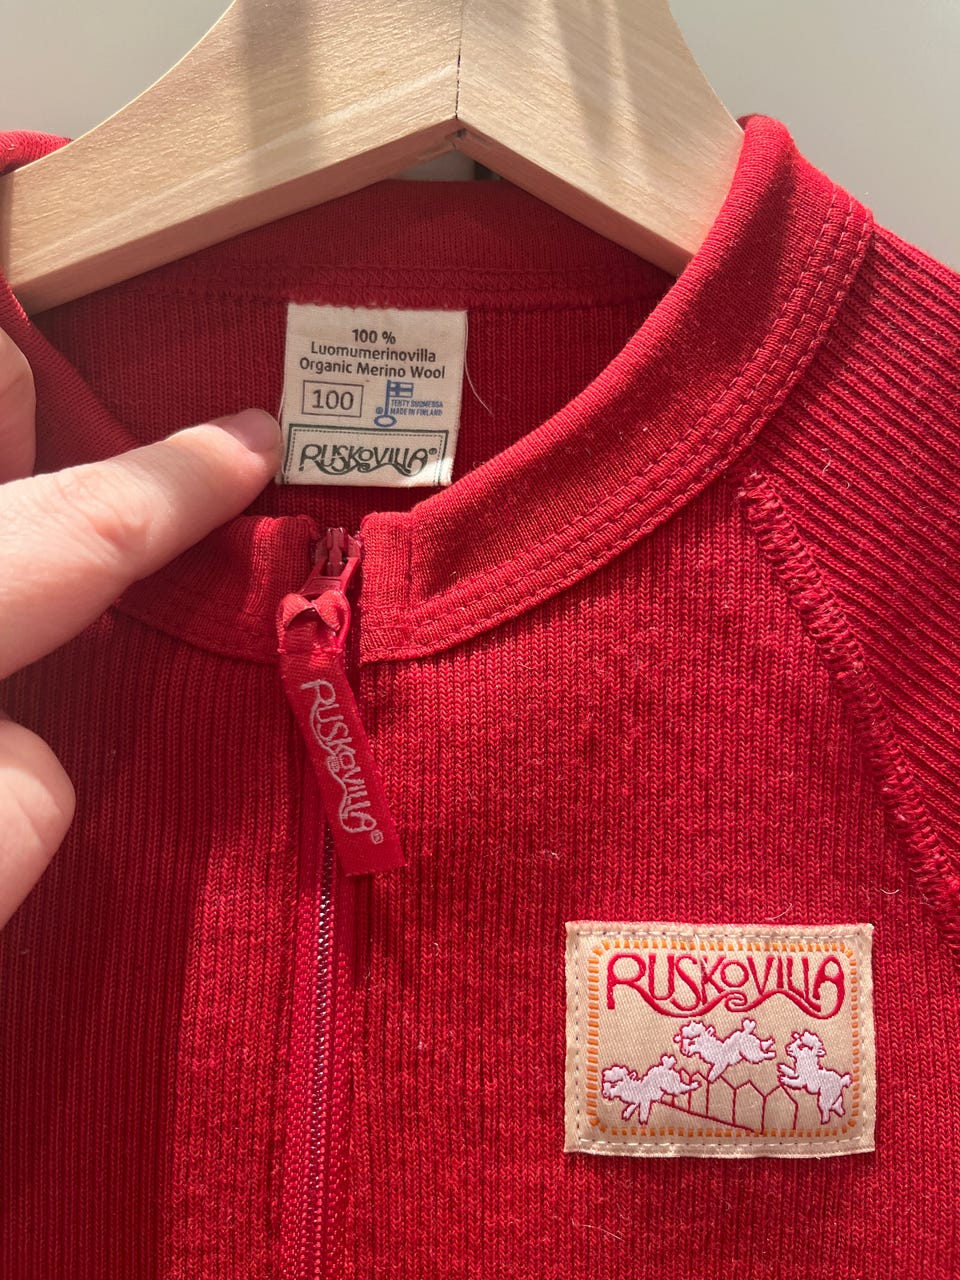 100 %
Luomumerinovilla
Organic Merino Wool
100
TEHTY SUOMESSA
MADE IN FINLAND
RUSKOVILLA®
RUSKOVILLA®
RUSKOVILLA